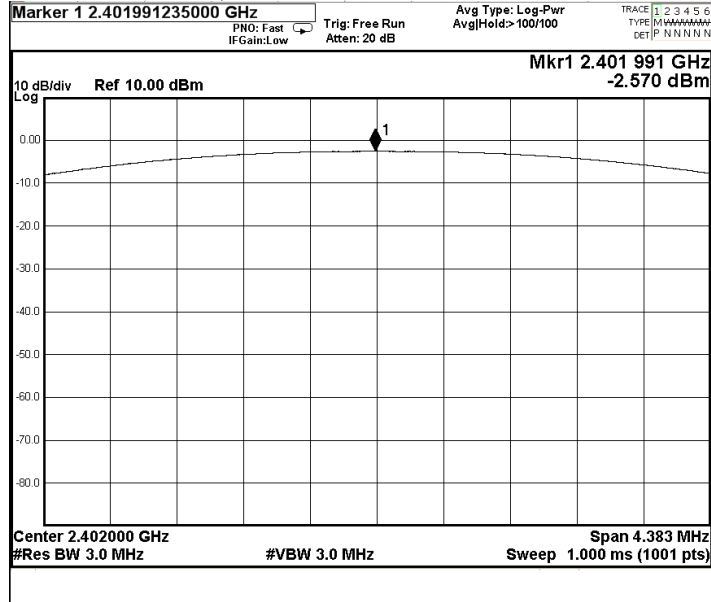 Marker 1 2.401991235000 GHz
PNO: Fast
IFGain:Low
Trig: Free Run
Atten: 20 dB
Avg Type: Log-Pwr
Avg|Hold:>100/100
TRACE 1 2 3 4 5 6
TYPE M
DET P N N N N N
Mkr1 2.401 991 GHz
-2.570 dBm
10 dB/div Ref 10.00 dBm
Log
1
0.00
-10.0
-20.0
-30.0
-40.0
-50.0
-60.0
-70.0
-80.0
Center 2.402000 GHz Span 4.383 MHz
#Res BW 3.0 MHz #VBW 3.0 MHz Sweep 1.000 ms (1001 pts)